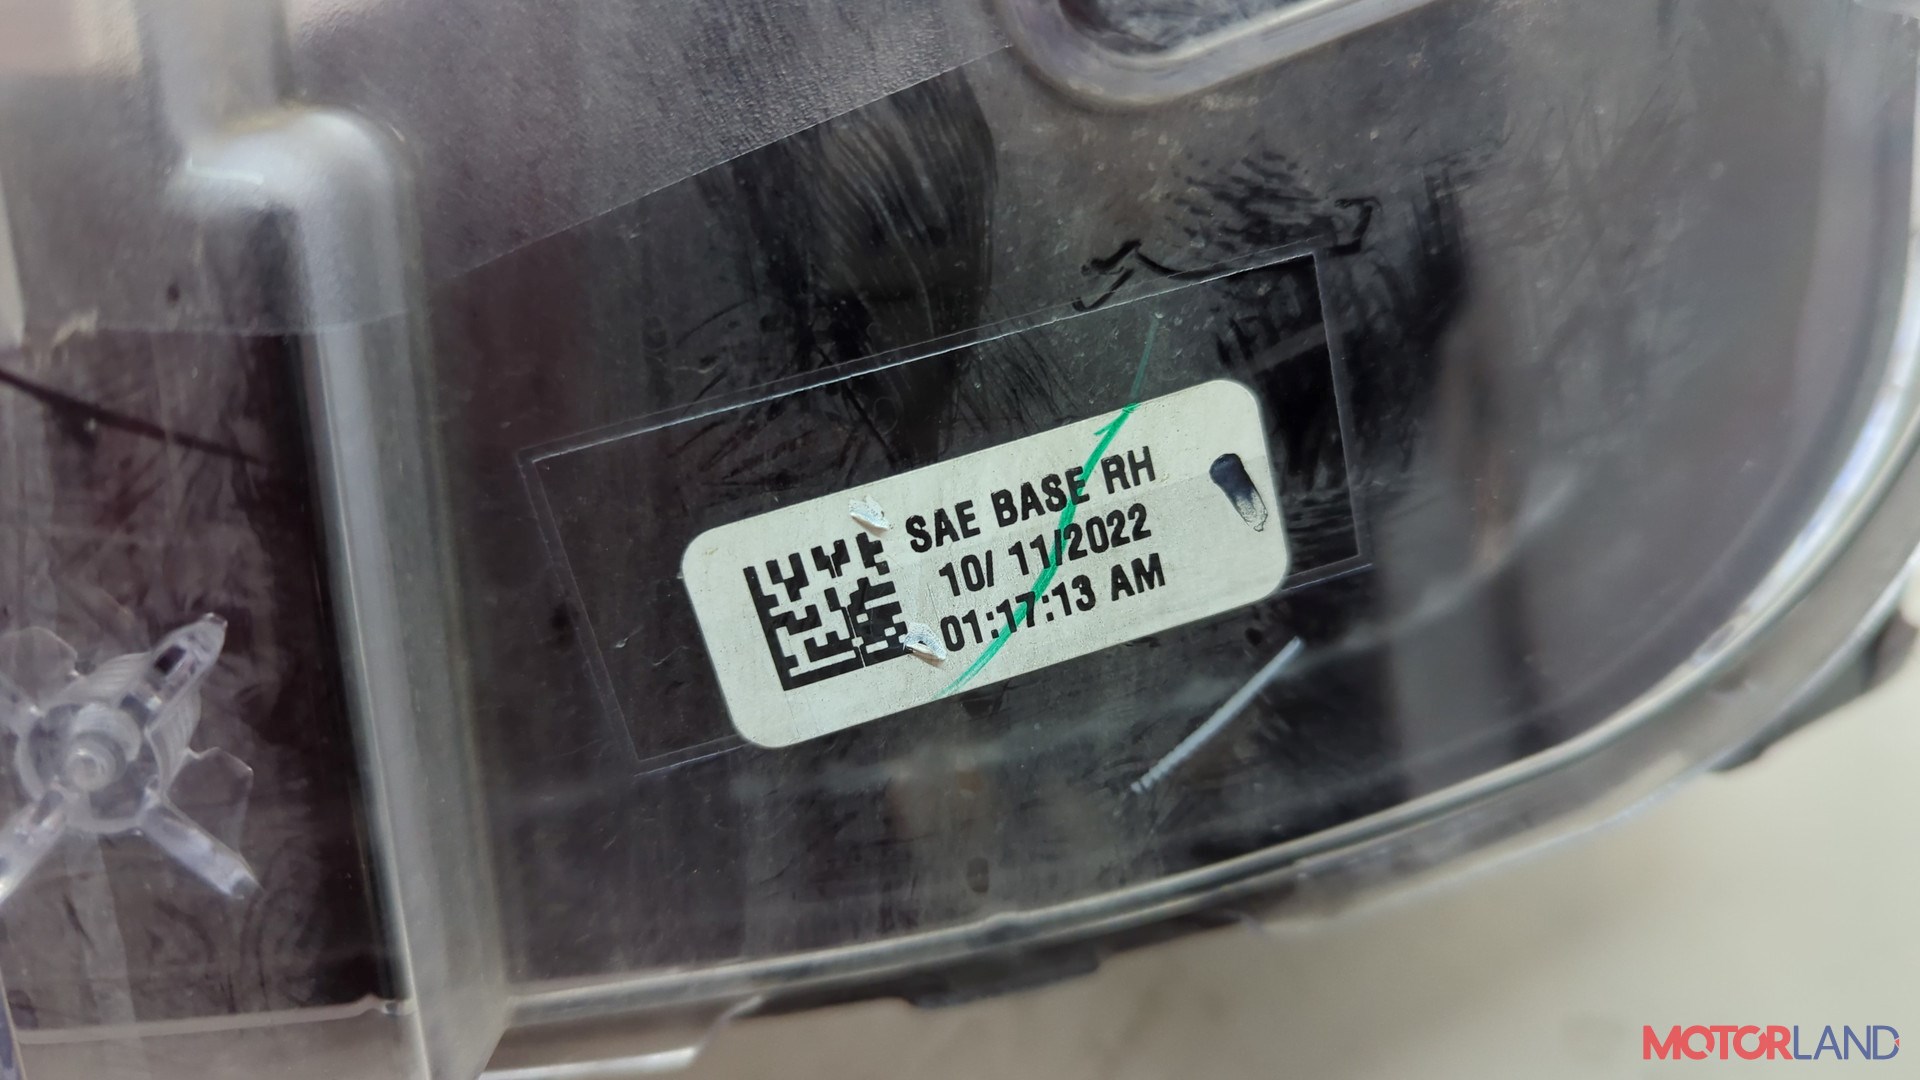 SAE BASE RH
10/ 11/2022
01:17:13 AM
MOTORLAND